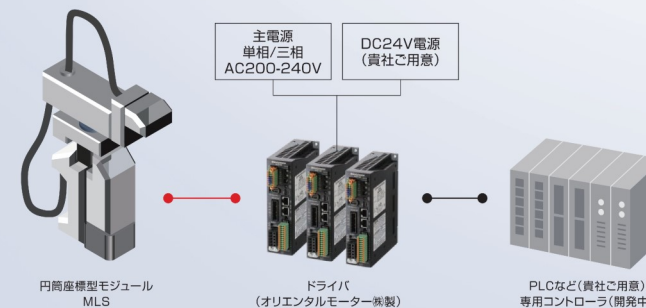 主電源
単相/三相
AC200-240V
DC24V電源
(貴社ご用意)
円筒座標型モジュール
MLS
ドライバ
(オリエンタルモーター㈱製)
PLCなど(貴社ご用意)
専用コントローラ(開発中